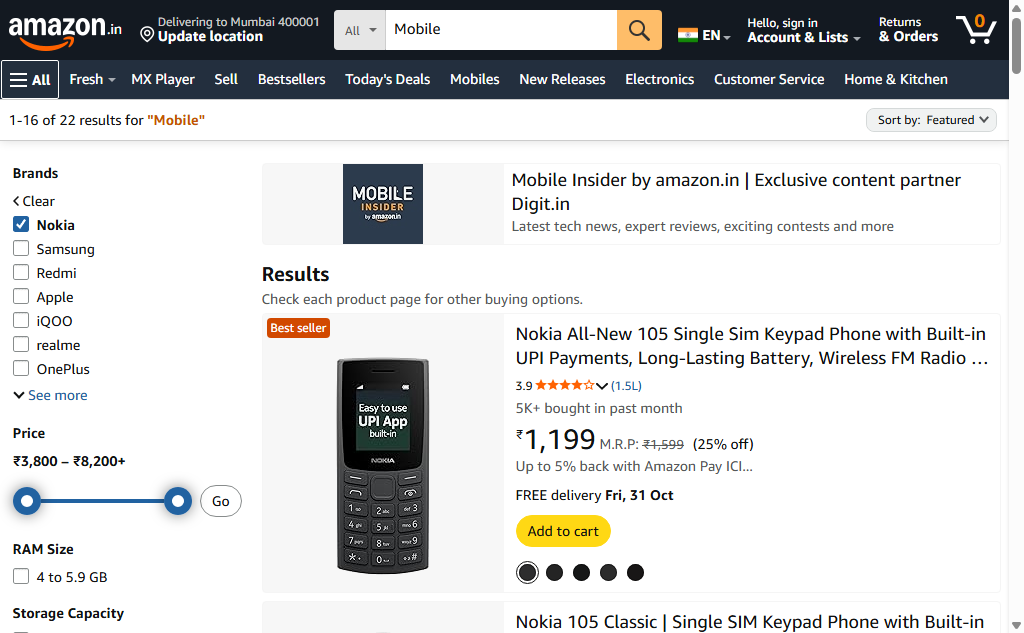 amazon.in
Delivering to Mumbai 400001
Update location
All
Mobile
EN
Hello, sign in
Account & Lists
Returns
& Orders
0
All
Fresh
MX Player
Sell
Bestsellers
Today's Deals
Mobiles
New Releases
Electronics
Customer Service
Home & Kitchen
1-16 of 22 results for "Mobile"
Sort by: Featured
Brands
Clear
Nokia
Samsung
Redmi
Apple
iQOO
realme
OnePlus
See more
Price
₹3,800 – ₹8,200+
Go
RAM Size
4 to 5.9 GB
Storage Capacity
MOBILE
INSIDER
by amazon.in
Mobile Insider by amazon.in | Exclusive content partner
Digit.in
Latest tech news, expert reviews, exciting contests and more
Results
Check each product page for other buying options.
Best seller
Easy to use
UPI App
built-in
NOKIA
Nokia All-New 105 Single Sim Keypad Phone with Built-in
UPI Payments, Long-Lasting Battery, Wireless FM Radio …
3.9 (1.5L)
5K+ bought in past month
₹1,199 M.R.P: ₹1,599 (25% off)
Up to 5% back with Amazon Pay ICI…
FREE delivery Fri, 31 Oct
Add to cart
Nokia 105 Classic | Single SIM Keypad Phone with Built-in